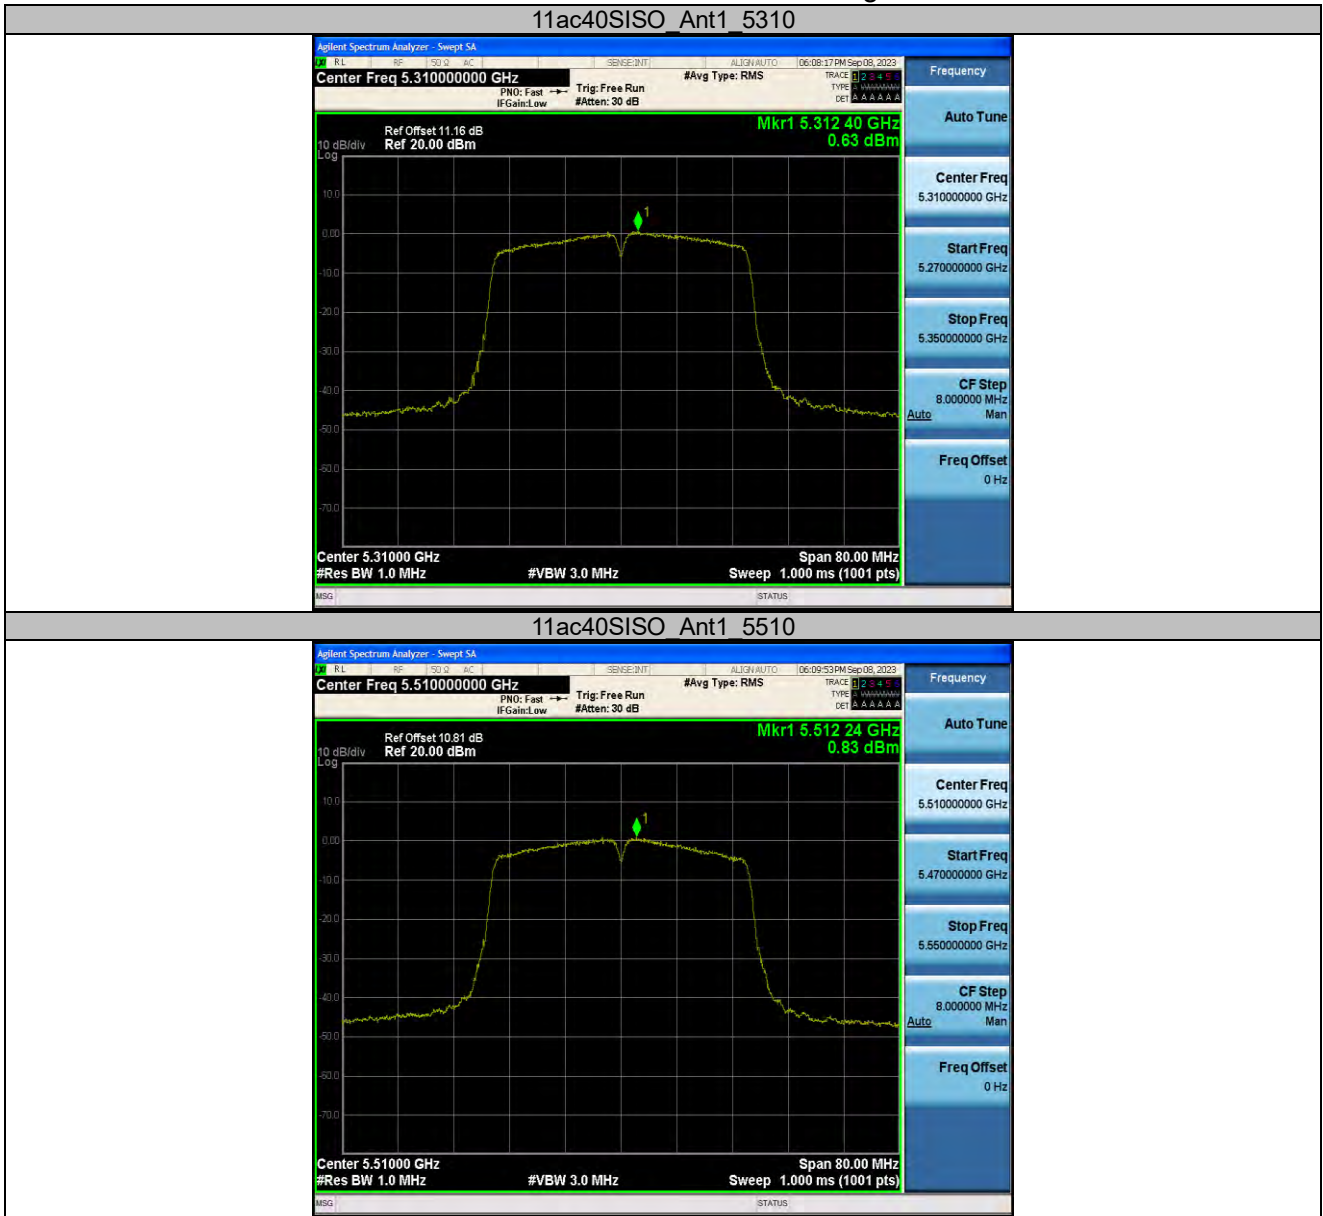 11ac40SISO_Ant1_5310
Agilent Spectrum Analyzer - Swept SA
RL RF 50 Ω AC SENSE:INT ALIGN AUTO 06:08:17 PM Sep 08, 2023
Center Freq 5.310000000 GHz #Avg Type: RMS TRACE 1 2 3 4 5 6
PNO: Fast Trig: Free Run TYPE A
IFGain:Low #Atten: 30 dB DET A A A A A A
Frequency
Auto Tune
Mkr1 5.312 40 GHz
0.63 dBm
Ref Offset 11.16 dB
10 dB/div Ref 20.00 dBm
Log
10.0
0.00
-10.0
-20.0
-30.0
-40.0
-50.0
-60.0
-70.0
1
Center Freq
5.310000000 GHz
Start Freq
5.270000000 GHz
Stop Freq
5.350000000 GHz
CF Step
8.000000 MHz
Auto Man
Freq Offset
0 Hz
Center 5.31000 GHz Span 80.00 MHz
#Res BW 1.0 MHz #VBW 3.0 MHz Sweep 1.000 ms (1001 pts)
MSG STATUS
11ac40SISO_Ant1_5510
Agilent Spectrum Analyzer - Swept SA
RL RF 50 Ω AC SENSE:INT ALIGN AUTO 06:09:53 PM Sep 08, 2023
Center Freq 5.510000000 GHz #Avg Type: RMS TRACE 1 2 3 4 5 6
PNO: Fast Trig: Free Run TYPE A
IFGain:Low #Atten: 30 dB DET A A A A A A
Frequency
Auto Tune
Mkr1 5.512 24 GHz
0.83 dBm
Ref Offset 10.81 dB
10 dB/div Ref 20.00 dBm
Log
10.0
0.00
-10.0
-20.0
-30.0
-40.0
-50.0
-60.0
-70.0
1
Center Freq
5.510000000 GHz
Start Freq
5.470000000 GHz
Stop Freq
5.550000000 GHz
CF Step
8.000000 MHz
Auto Man
Freq Offset
0 Hz
Center 5.51000 GHz Span 80.00 MHz
#Res BW 1.0 MHz #VBW 3.0 MHz Sweep 1.000 ms (1001 pts)
MSG STATUS